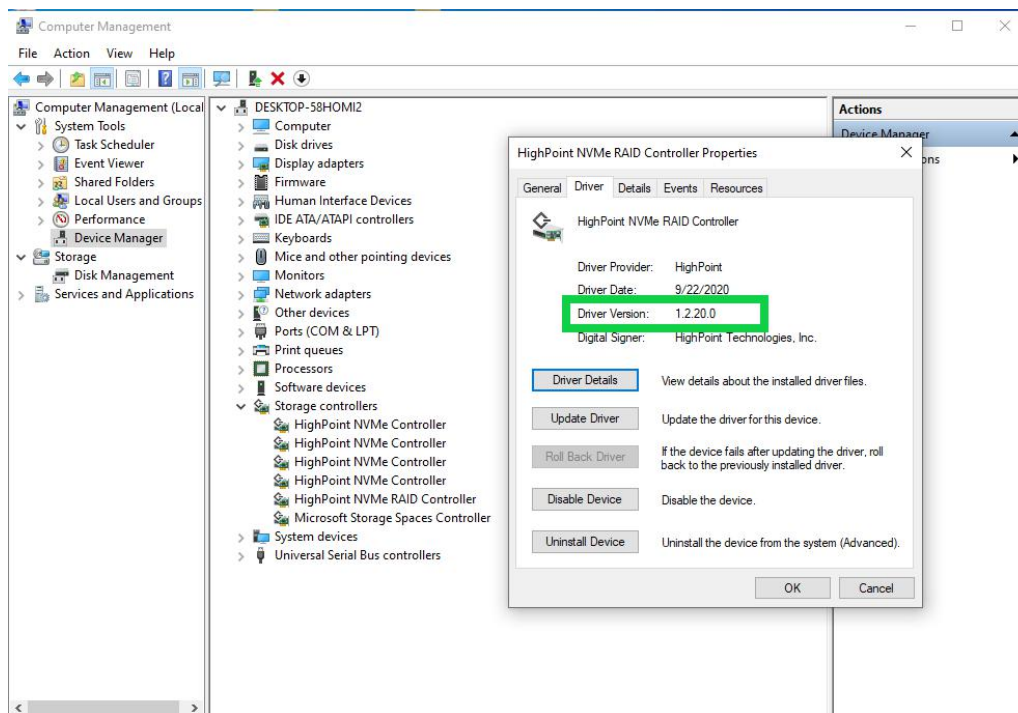 Computer Management
File Action View Help
Computer Management (Local
System Tools
Task Scheduler
Event Viewer
Shared Folders
Local Users and Groups
Performance
Device Manager
Storage
Disk Management
Services and Applications
DESKTOP-58HOMI2
Computer
Disk drives
Display adapters
Firmware
Human Interface Devices
IDE ATA/ATAPI controllers
Keyboards
Mice and other pointing devices
Monitors
Network adapters
Other devices
Ports (COM & LPT)
Print queues
Processors
Software devices
Storage controllers
HighPoint NVMe Controller
HighPoint NVMe Controller
HighPoint NVMe Controller
HighPoint NVMe Controller
HighPoint NVMe RAID Controller
Microsoft Storage Spaces Controller
System devices
Universal Serial Bus controllers
HighPoint NVMe RAID Controller Properties
General Driver Details Events Resources
HighPoint NVMe RAID Controller
Driver Provider: HighPoint
Driver Date: 9/22/2020
Driver Version: 1.2.20.0
Digital Signer: HighPoint Technologies, Inc.
Driver Details View details about the installed driver files.
Update Driver Update the driver for this device.
Roll Back Driver If the device fails after updating the driver, roll
back to the previously installed driver.
Disable Device Disable the device.
Uninstall Device Uninstall the device from the system (Advanced).
OK Cancel
Actions
Device Manager
ons